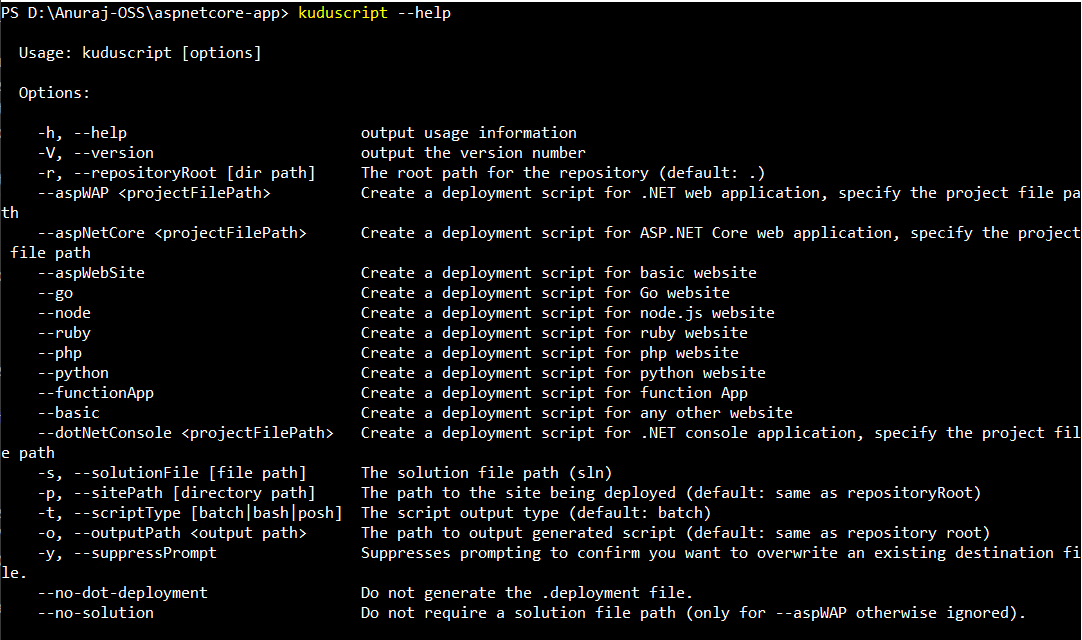 PS D:\Anuraj-OSS\aspnetcore-app> kuduscript --help
Usage: kuduscript [options]
Options:
-h, --help output usage information
-V, --version output the version number
-r, --repositoryRoot [dir path] The root path for the repository (default: .)
--aspWAP <projectFilePath> Create a deployment script for .NET web application, specify the project file pa
th
--aspNetCore <projectFilePath> Create a deployment script for ASP.NET Core web application, specify the project
file path
--aspWebSite Create a deployment script for basic website
--go Create a deployment script for Go website
--node Create a deployment script for node.js website
--ruby Create a deployment script for ruby website
--php Create a deployment script for php website
--python Create a deployment script for python website
--functionApp Create a deployment script for function App
--basic Create a deployment script for any other website
--dotNetConsole <projectFilePath> Create a deployment script for .NET console application, specify the project fil
e path
-s, --solutionFile [file path] The solution file path (sln)
-p, --sitePath [directory path] The path to the site being deployed (default: same as repositoryRoot)
-t, --scriptType [batch|bash|posh] The script output type (default: batch)
-o, --outputPath <output path> The path to output generated script (default: same as repository root)
-y, --suppressPrompt Suppresses prompting to confirm you want to overwrite an existing destination fi
le.
--no-dot-deployment Do not generate the .deployment file.
--no-solution Do not require a solution file path (only for --aspWAP otherwise ignored).